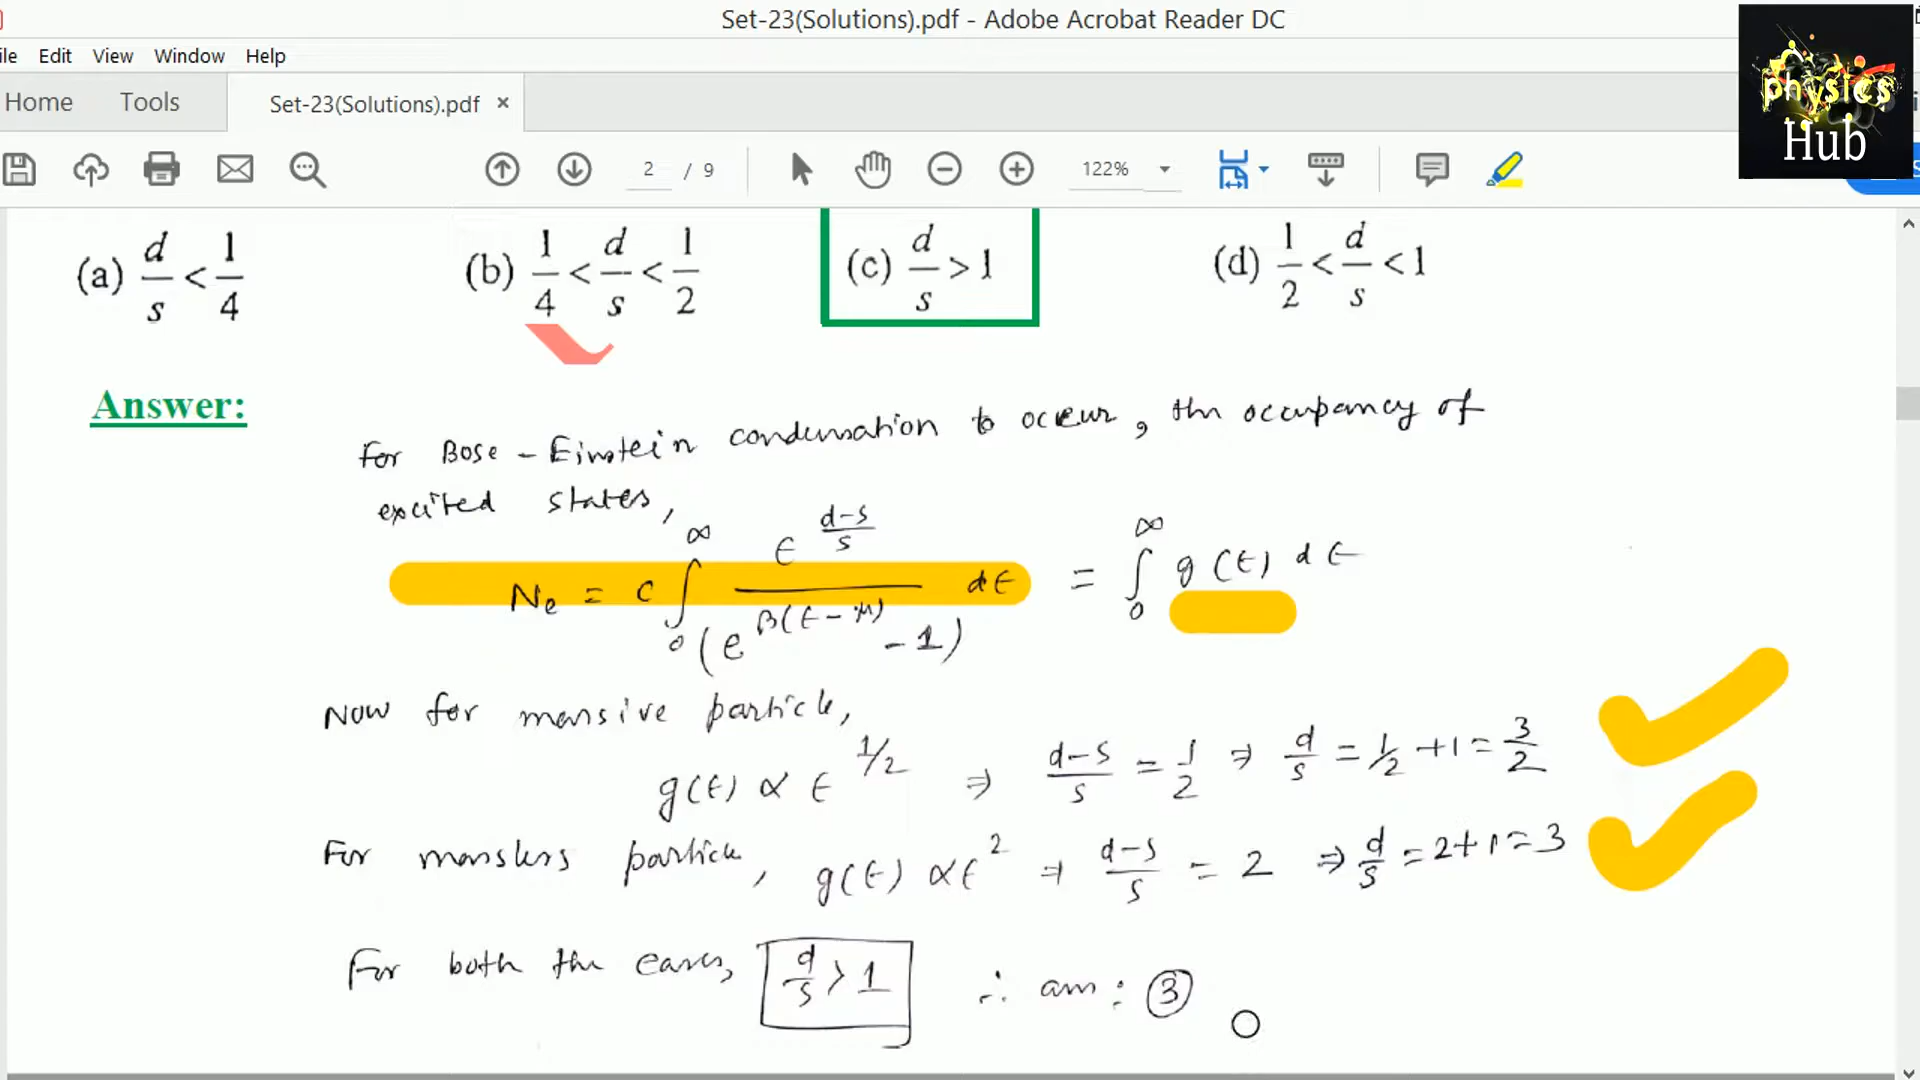 Set-23(Solutions).pdf - Adobe Acrobat Reader DC
ile Edit View Window Help
Home Tools Set-23(Solutions).pdf ×
2 / 9 122%
physics
Hub
(a) d/s < 1/4 (b) 1/4 < d/s < 1/2 (c) d/s > 1 (d) 1/2 < d/s < 1
Answer:
For Bose - Einstein condensation to occur, the occupancy of
excited states,
Ne = c ∫₀^∞ ϵ^((d-s)/s) / (e^(β(ϵ-μ)) - 1) dϵ = ∫₀^∞ g(ϵ) dϵ
Now for massive particle,
g(ϵ) ∝ ϵ^(1/2) ⇒ (d-s)/s = 1/2 ⇒ d/s = 1/2 + 1 = 3/2
For massless particle, g(ϵ) ∝ ϵ^2 ⇒ (d-s)/s = 2 ⇒ d/s = 2+1 = 3
For both the cases, d/s > 1 ∴ ans : 3